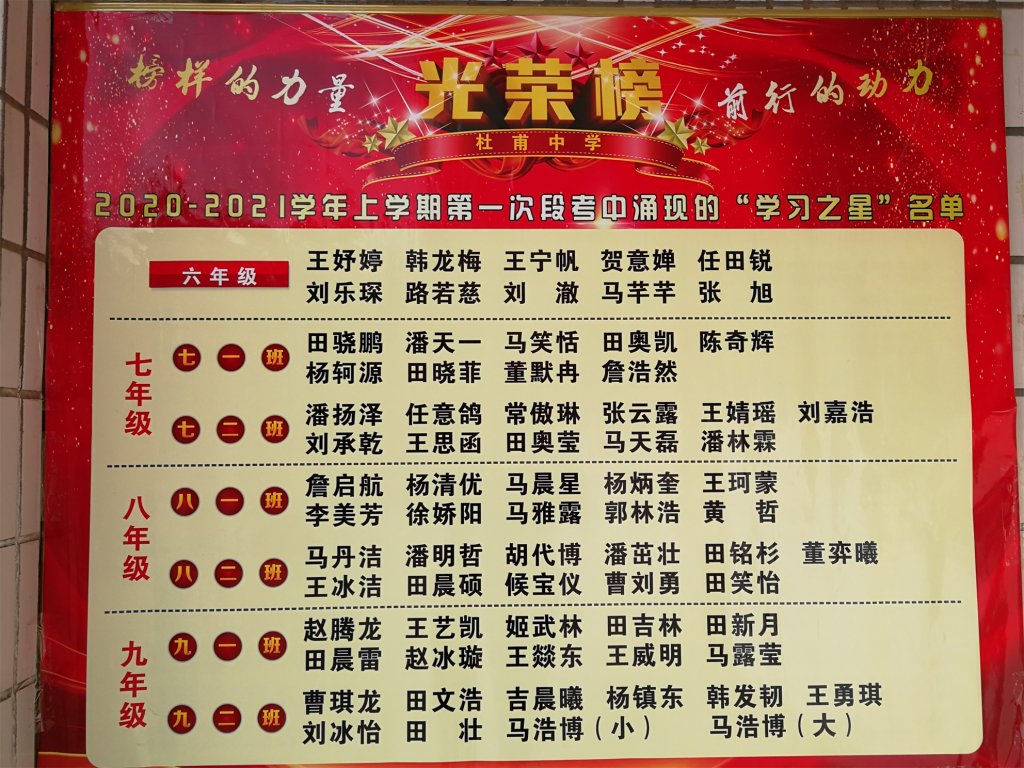 榜样的力量 光荣榜 前行的动力
杜甫中学
2020-2021学年上学期第一次段考中涌现的“学习之星”名单
六年级
王妤婷 韩龙梅 王宁帆 贺意婵 任田锐
刘乐琛 路若慈 刘 澈 马芊芊 张 旭
七年级
七一班
田骁鹏 潘天一 马笑恬 田奥凯 陈奇辉
杨轲源 田晓菲 董默冉 詹浩然
七二班
潘扬泽 任意鸽 常傲琳 张云露 王婧瑶 刘嘉浩
刘承乾 王思函 田奥莹 马天磊 潘林霖
八年级
八一班
詹启航 杨清优 马晨星 杨炳奎 王珂蒙
李美芳 徐娇阳 马雅露 郭林浩 黄 哲
八二班
马丹洁 潘明哲 胡代博 潘茁壮 田铭杉 董弈曦
王冰洁 田晨硕 候宝仪 曹刘勇 田笑怡
九年级
九一班
赵腾龙 王艺凯 姬武林 田吉林 田新月
田晨雷 赵冰璇 王燚东 王威明 马露莹
九二班
曹琪龙 田文浩 吉晨曦 杨镇东 韩发韧 王勇琪
刘冰怡 田 壮 马浩博（小） 马浩博（大）